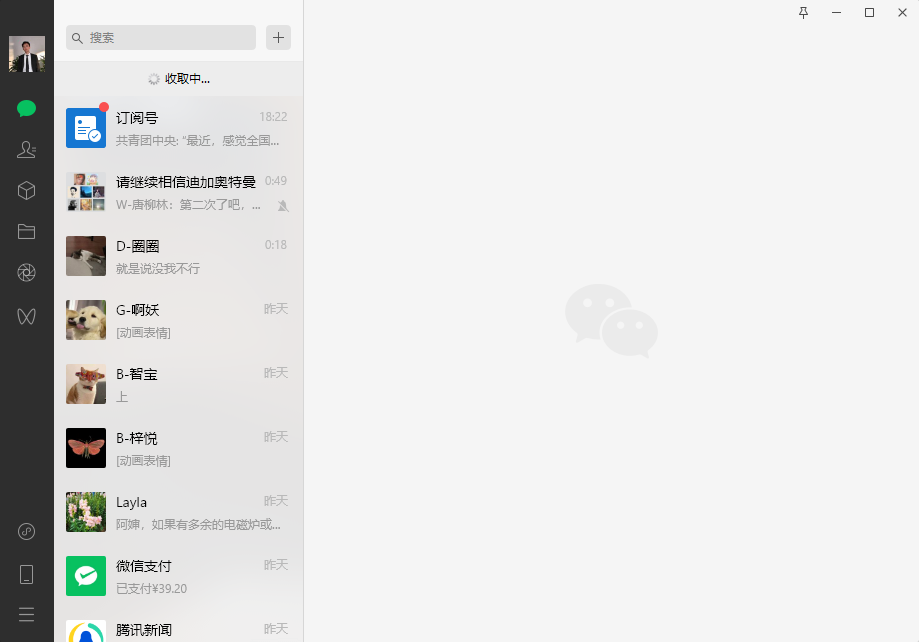 搜索
收取中...
订阅号 18:22
共青团中央: “最近，感觉全国...
请继续相信迪加奥特曼 0:49
W-唐柳林：第二次了吧，...
D-圈圈 0:18
就是说没我不行
G-啊妖 昨天
[动画表情]
B-智宝 昨天
上
B-梓悦 昨天
[动画表情]
Layla 昨天
阿婶，如果有多余的电磁炉或...
微信支付 昨天
已支付¥39.20
腾讯新闻 昨天